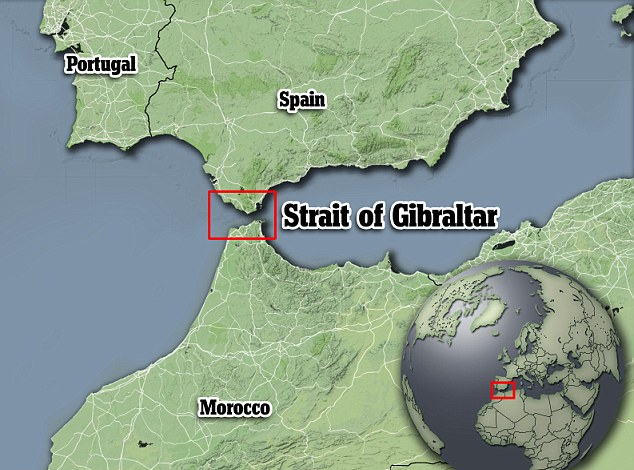 Portugal
Spain
Strait of Gibraltar
Morocco